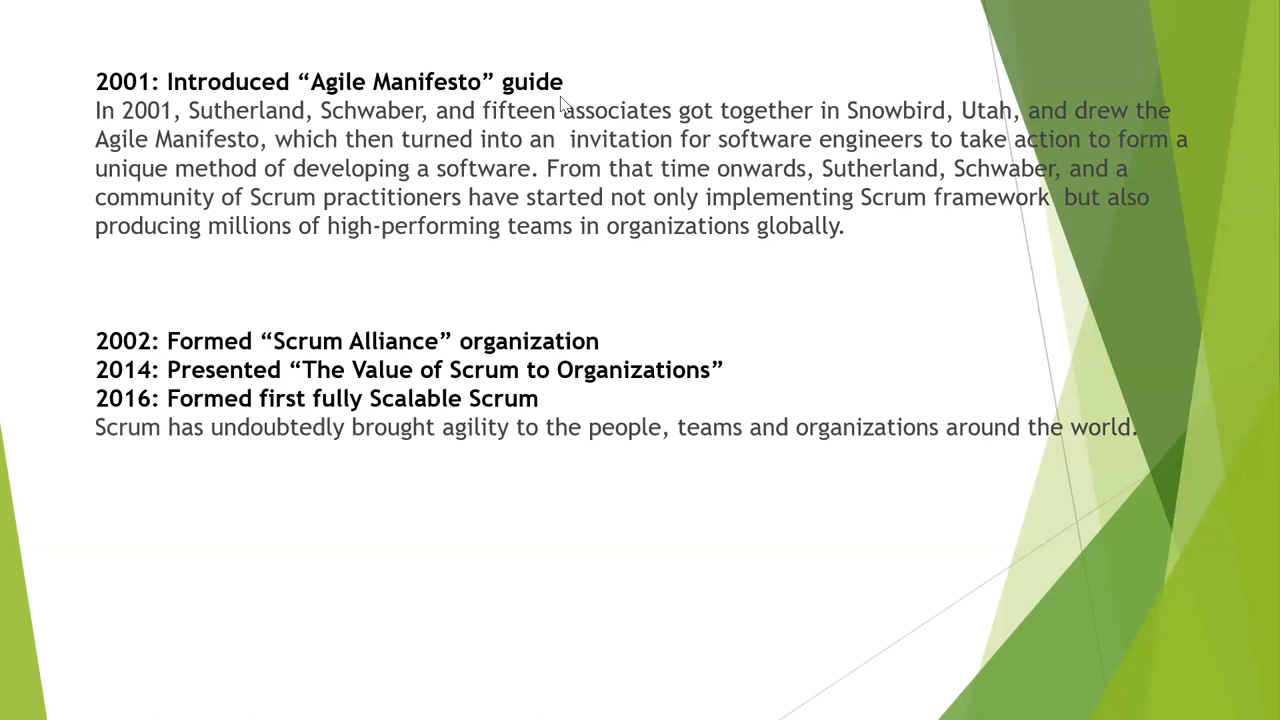 2001: Introduced “Agile Manifesto” guide
In 2001, Sutherland, Schwaber, and fifteen associates got together in Snowbird, Utah, and drew the
Agile Manifesto, which then turned into an  invitation for software engineers to take action to form a
unique method of developing a software. From that time onwards, Sutherland, Schwaber, and a
community of Scrum practitioners have started not only implementing Scrum framework  but also
producing millions of high-performing teams in organizations globally.
2002: Formed “Scrum Alliance” organization
2014: Presented “The Value of Scrum to Organizations”
2016: Formed first fully Scalable Scrum
Scrum has undoubtedly brought agility to the people, teams and organizations around the world.